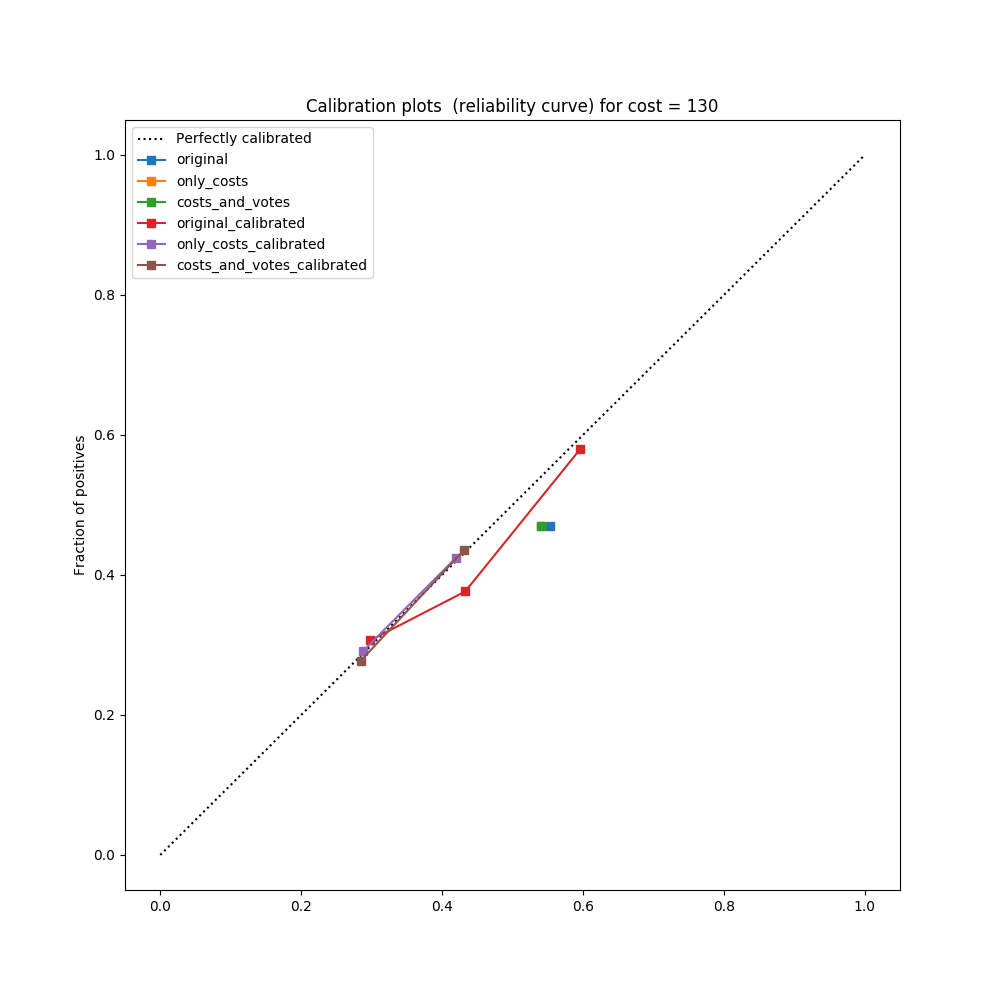 Calibration plots  (reliability curve) for cost = 130
Perfectly calibrated
original
only_costs
costs_and_votes
original_calibrated
only_costs_calibrated
costs_and_votes_calibrated
Fraction of positives
1.0
0.8
0.6
0.4
0.2
0.0
0.0 0.2 0.4 0.6 0.8 1.0